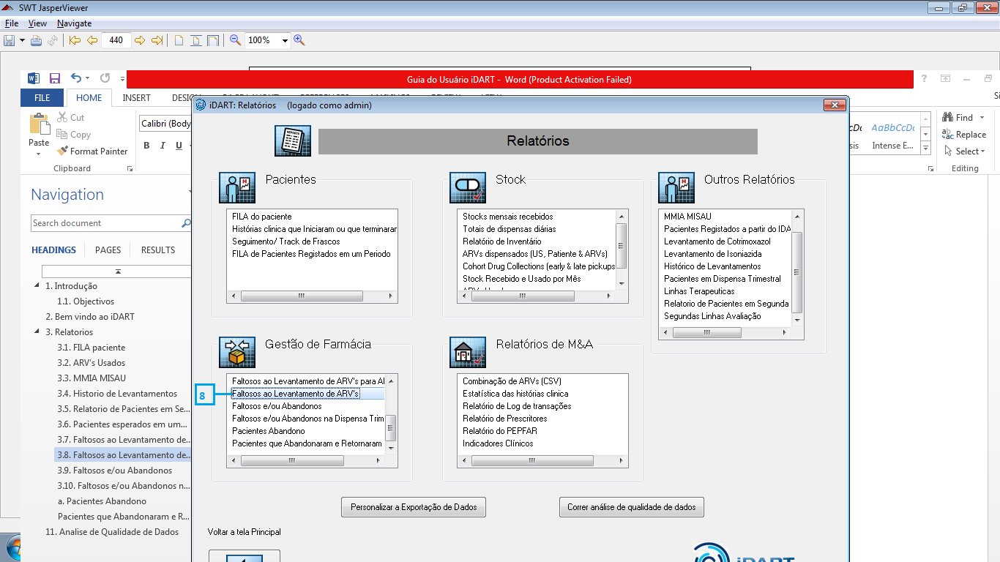 SWT JasperViewer
File View Navigate
440
100%
Guia do Usuário iDART - Word (Product Activation Failed)
FILE HOME INSERT
Cut
Copy
Format Painter
Paste
Clipboard
Calibri (Body
B I U
AaBbCcDc
Intense E...
Find
Replace
Select
Editing
Navigation
Search document
HEADINGS PAGES RESULTS
1. Introdução
1.1. Objectivos
2. Bem vindo ao iDART
3. Relatorios
3.1. FILA paciente
3.2. ARV's Usados
3.3. MMIA MISAU
3.4. Historio de Levantamentos
3.5. Relatorio de Pacientes em Se...
3.6. Pacientes esperados em um...
3.7. Faltosos ao Levantamento de...
3.8. Faltosos ao Levantamento de...
3.9. Faltosos e/ou Abandonos
3.10. Faltosos e/ou Abandonos n...
a. Pacientes Abandono
Pacientes que Abandonaram e R...
11. Analise de Qualidade de Dados
iDART: Relatórios (logado como admin)
Relatórios
Pacientes
FILA do paciente
Histórias clinica que Iniciaram ou que terminarar
Seguimento/ Track de Frascos
FILA de Pacientes Registados em um Periodo
Stock
Stocks mensais recebidos
Totais de dispensas diárias
Relatório de Inventário
ARVs dispensados (US, Patiente & ARVs)
Cohort Drug Collections (early & late pickups
Stock Recebido e Usado por Mês
Outros Relatórios
MMIA MISAU
Pacientes Registados a partir do IDA
Levantamento de Cotrimoxazol
Levantamento de Isoniazida
Histórico de Levantamentos
Pacientes em Dispensa Trimestral
Linhas Terapeuticas
Relatorio de Pacientes em Segunda
Segundas Linhas Avaliação
Gestão de Farmácia
Faltosos ao Levantamento de ARV's para Al
8
Faltosos ao Levantamento de ARV's
Faltosos e/ou Abandonos
Faltosos e/ou Abandonos na Dispensa Trim
Pacientes Abandono
Pacientes que Abandonaram e Retornaram
Relatórios de M&A
Combinação de ARVs (CSV)
Estatística das histórias clinica
Relatório de Log de transações
Relatório de Prescritores
Relatório do PEPFAR
Indicadores Clínicos
Personalizar a Exportação de Dados
Correr análise de qualidade de dados
Voltar a tela Principal
iDART